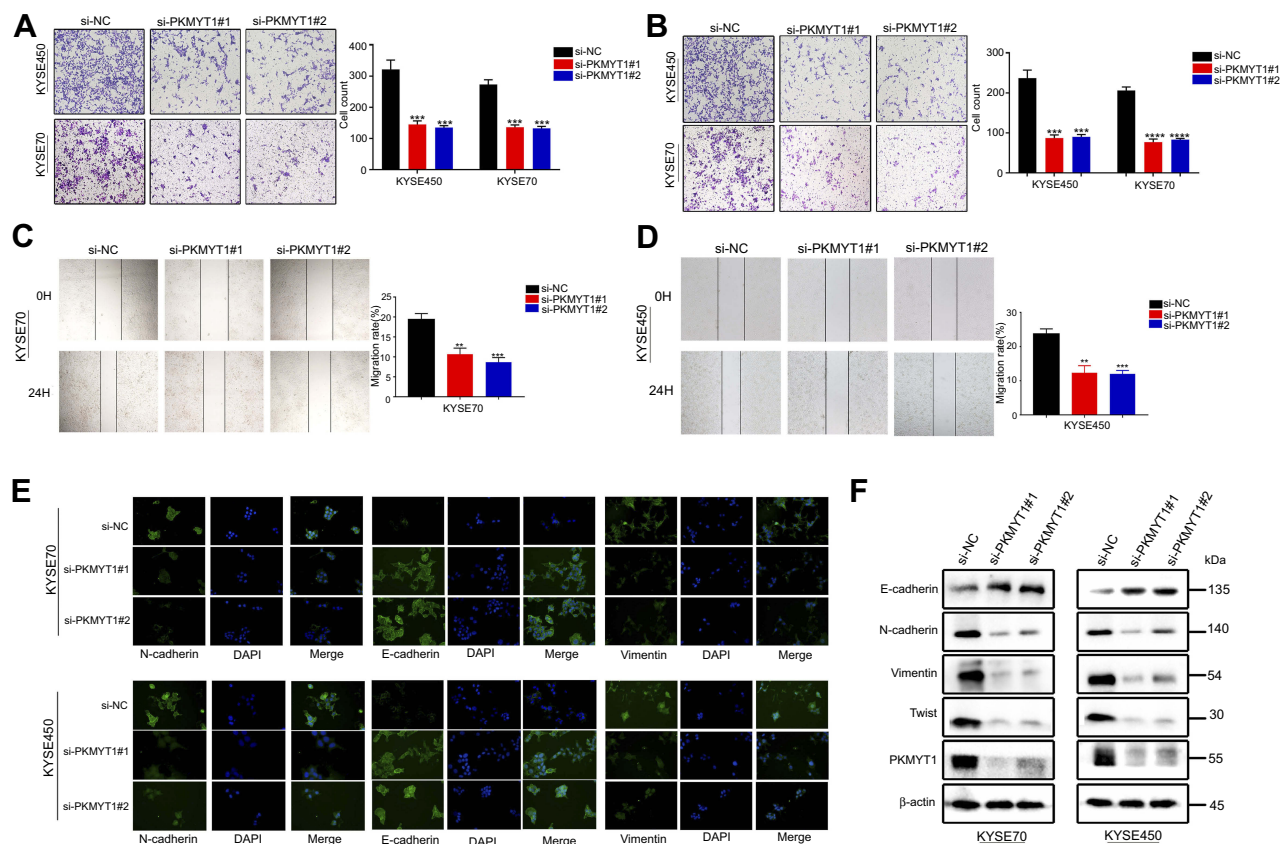 A
si-NC si-PKMYT1#1 si-PKMYT1#2
KYSE450
KYSE70
Cell count
400
300
200
100
0
*** *** *** ***
KYSE450 KYSE70
si-NC
si-PKMYT1#1
si-PKMYT1#2
B
si-NC si-PKMYT1#1 si-PKMYT1#2
KYSE450
KYSE70
Cell count
300
200
100
0
*** *** **** ****
KYSE450 KYSE70
si-NC
si-PKMYT1#1
si-PKMYT1#2
C
si-NC si-PKMYT1#1 si-PKMYT1#2
KYSE70
0H
24H
Migration rate(%)
25
20
15
10
5
0
** ***
KYSE70
si-NC
si-PKMYT1#1
si-PKMYT1#2
D
si-NC si-PKMYT1#1 si-PKMYT1#2
KYSE450
0H
24H
Migration rate(%)
30
20
10
0
** ***
KYSE450
si-NC
si-PKMYT1#1
si-PKMYT1#2
E
KYSE70
si-NC
si-PKMYT1#1
si-PKMYT1#2
N-cadherin DAPI Merge E-cadherin DAPI Merge Vimentin DAPI Merge
KYSE450
si-NC
si-PKMYT1#1
si-PKMYT1#2
N-cadherin DAPI Merge E-cadherin DAPI Merge Vimentin DAPI Merge
F
si-NC si-PKMYT1#1 si-PKMYT1#2 si-NC si-PKMYT1#1 si-PKMYT1#2 kDa
E-cadherin 135
N-cadherin 140
Vimentin 54
Twist 30
PKMYT1 55
β-actin 45
KYSE70 KYSE450